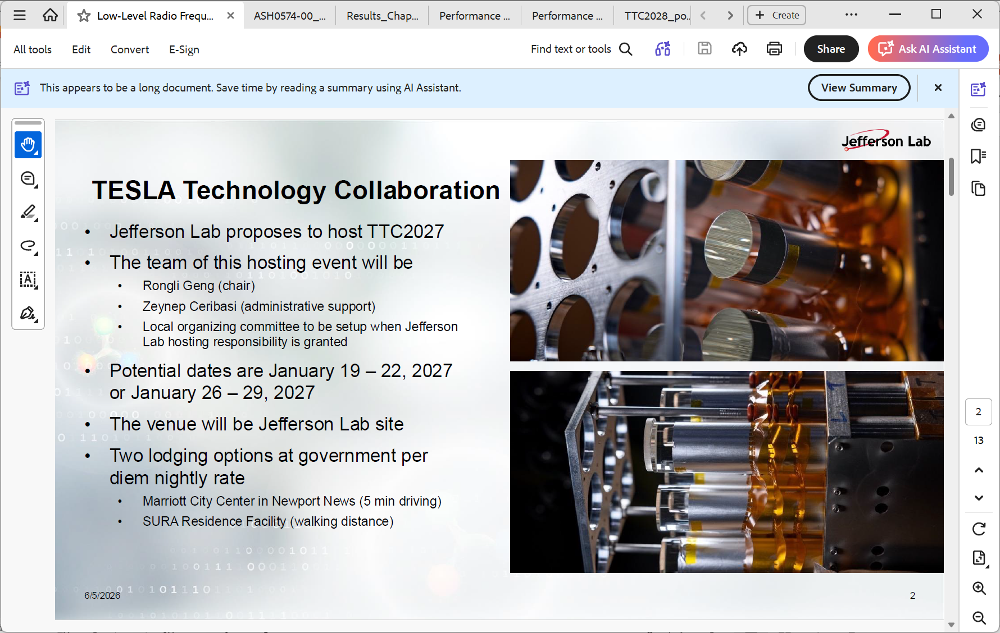 Low-Level Radio Frequ...
ASH0574-00_...
Results_Chap...
Performance ...
Performance ...
TTC2028_po...
Create
All tools
Edit
Convert
E-Sign
Find text or tools
Share
Ask AI Assistant
This appears to be a long document. Save time by reading a summary using AI Assistant.
View Summary
Jefferson Lab
TESLA Technology Collaboration
• Jefferson Lab proposes to host TTC2027
• The team of this hosting event will be
• Rongli Geng (chair)
• Zeynep Ceribasi (administrative support)
• Local organizing committee to be setup when Jefferson
Lab hosting responsibility is granted
• Potential dates are January 19 – 22, 2027
or January 26 – 29, 2027
• The venue will be Jefferson Lab site
• Two lodging options at government per
diem nightly rate
• Marriott City Center in Newport News (5 min driving)
• SURA Residence Facility (walking distance)
6/5/2026
2
2
13